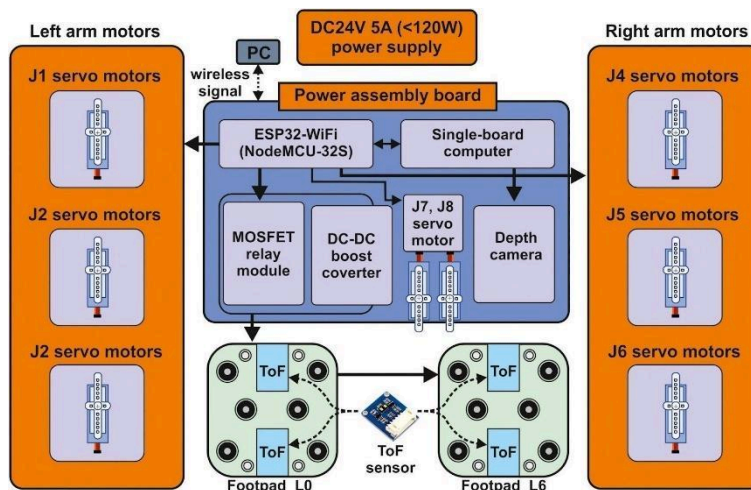 Left arm motors
J1 servo motors
J2 servo motors
J2 servo motors
DC24V 5A (<120W)
power supply
PC
wireless
signal
Power assembly board
ESP32-WiFi
(NodeMCU-32S)
Single-board
computer
MOSFET
relay
module
DC-DC
boost
coverter
J7, J8
servo
motor
Depth
camera
ToF
ToF
Footpad L0
ToF
sensor
ToF
ToF
Footpad L6
Right arm motors
J4 servo motors
J5 servo motors
J6 servo motors